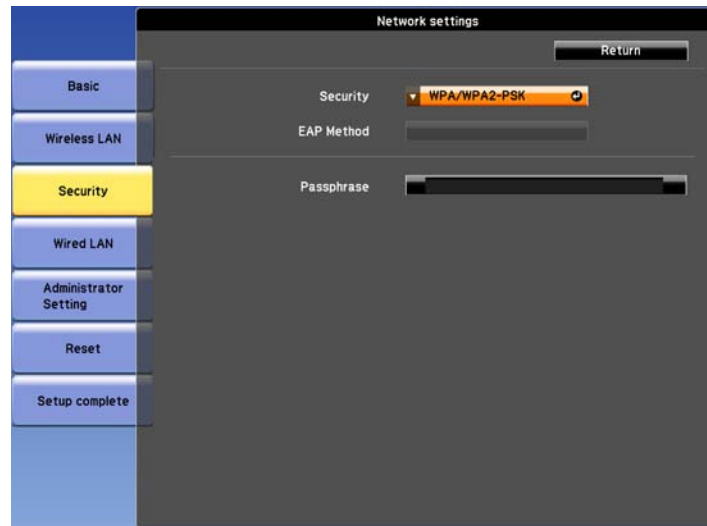 Network settings
Return
Basic
Wireless LAN
Security
Wired LAN
Administrator
Setting
Reset
Setup complete
Security
WPA/WPA2-PSK
EAP Method
Passphrase